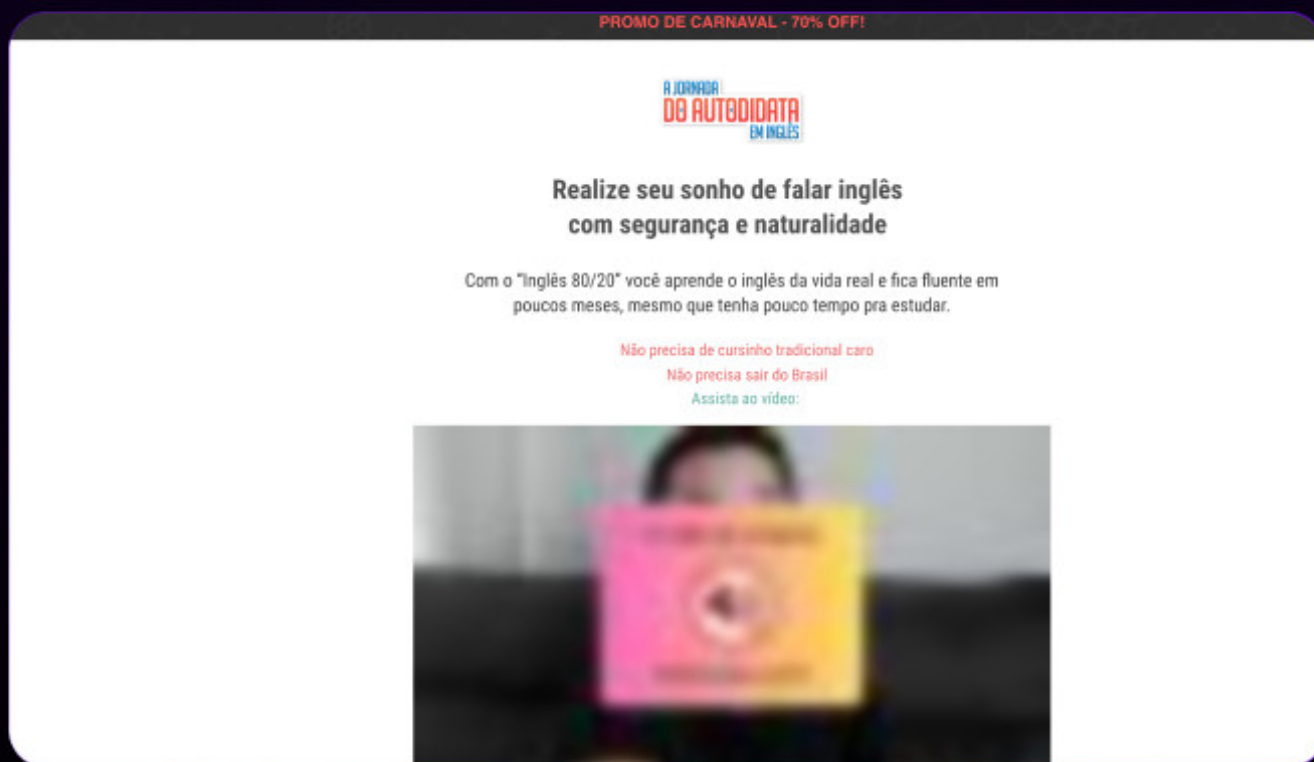 PROMO DE CARNAVAL - 70% OFF!
A JORNADA
DO AUTODIDATA
EM INGLÊS
Realize seu sonho de falar inglês
com segurança e naturalidade
Com o “Inglês 80/20” você aprende o inglês da vida real e fica fluente em
poucos meses, mesmo que tenha pouco tempo pra estudar.
Não precisa de cursinho tradicional caro
Não precisa sair do Brasil
Assista ao vídeo: